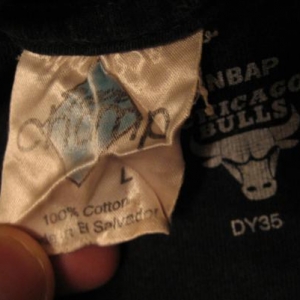 champ
L
100% Cotton
El Salvador
NBAP
CHICAGO
BULLS
DY35